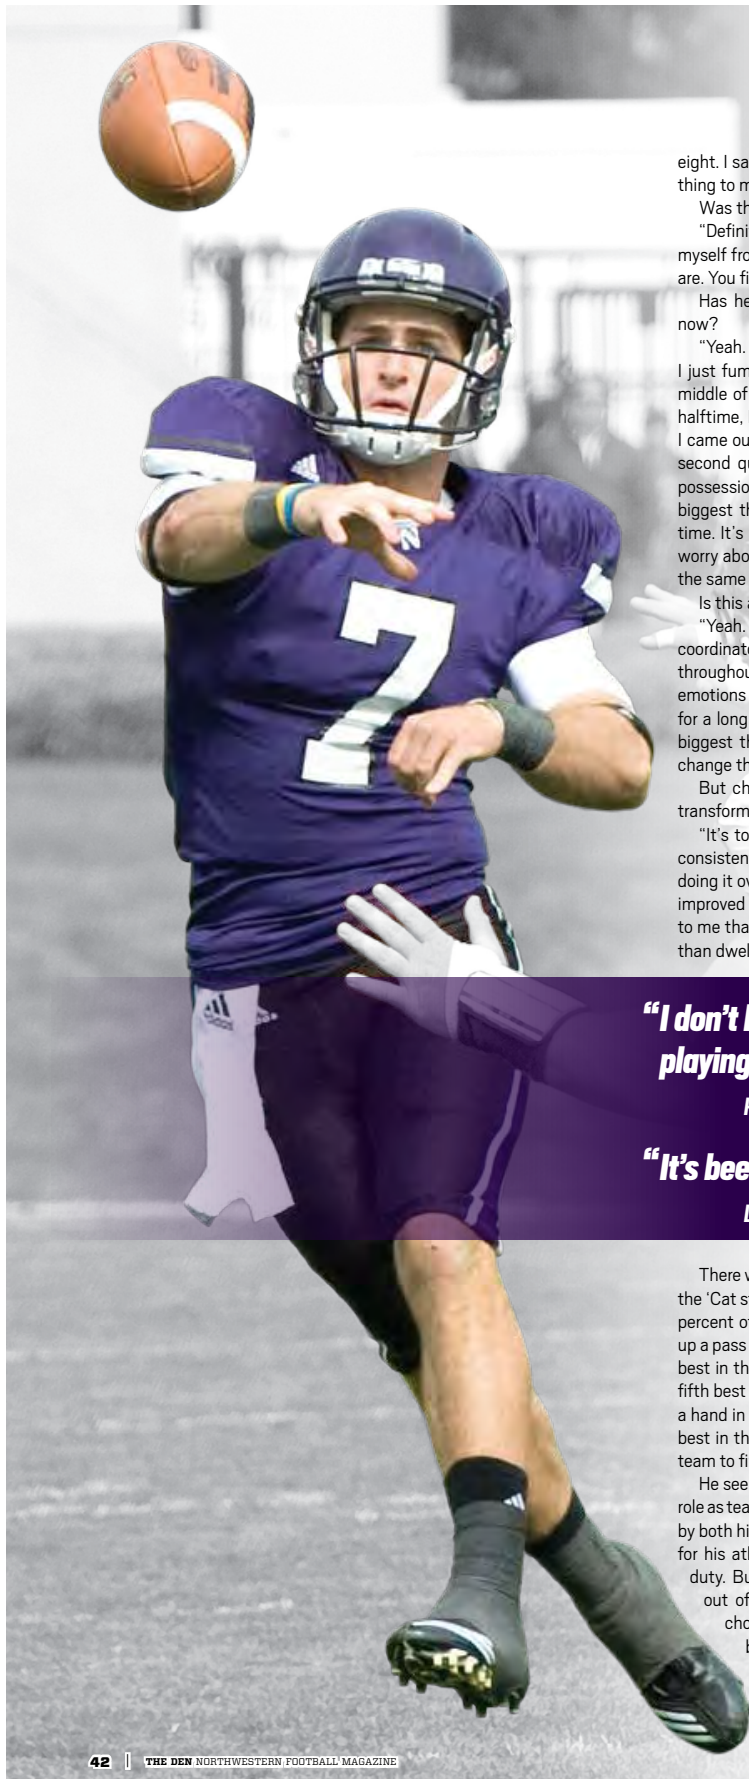 7
eight. I sa
thing to m
Was th
“Defini
myself fro
are. You fi
Has he
now?
“Yeah.
I just fum
middle of
halftime,
I came ou
second qu
possessio
biggest th
time. It’s
worry abo
the same
Is this a
“Yeah.
coordinato
throughou
emotions
for a long
biggest th
change th
But ch
transform
“It’s to
consisten
doing it ov
improved
to me tha
than dwel
“I don’t
playing
“It’s bee
There w
the ‘Cat s
percent o
up a pass
best in th
fifth best
a hand in
best in th
team to fi
He see
role as tea
by both hi
for his atl
duty. Bu
out of
cho
b
42 | THE DEN NORTHWESTERN FOOTBALL MAGAZINE